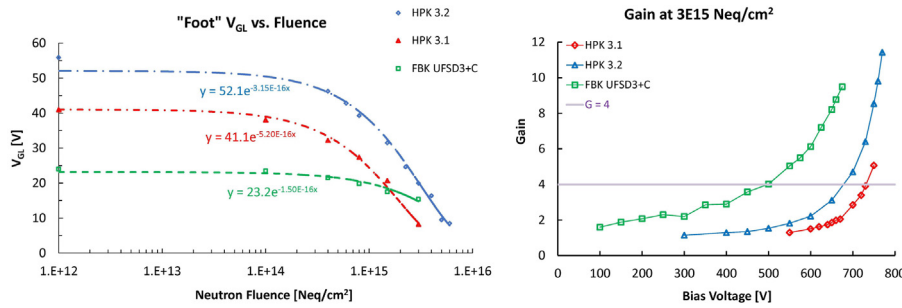 "Foot" V_GL vs. Fluence
HPK 3.2
HPK 3.1
FBK UFSD3+C
60
50
40
30
20
10
0
V_GL [V]
y = 52.1e^-3.15E-16x
y = 41.1e^-5.20E-16x
y = 23.2e^-1.50E-16x
1.E+12 1.E+13 1.E+14 1.E+15 1.E+16
Neutron Fluence [Neq/cm²]
Gain at 3E15 Neq/cm²
12
10
8
6
4
2
0
Gain
HPK 3.1
HPK 3.2
FBK UFSD3+C
G = 4
0 100 200 300 400 500 600 700 800
Bias Voltage [V]